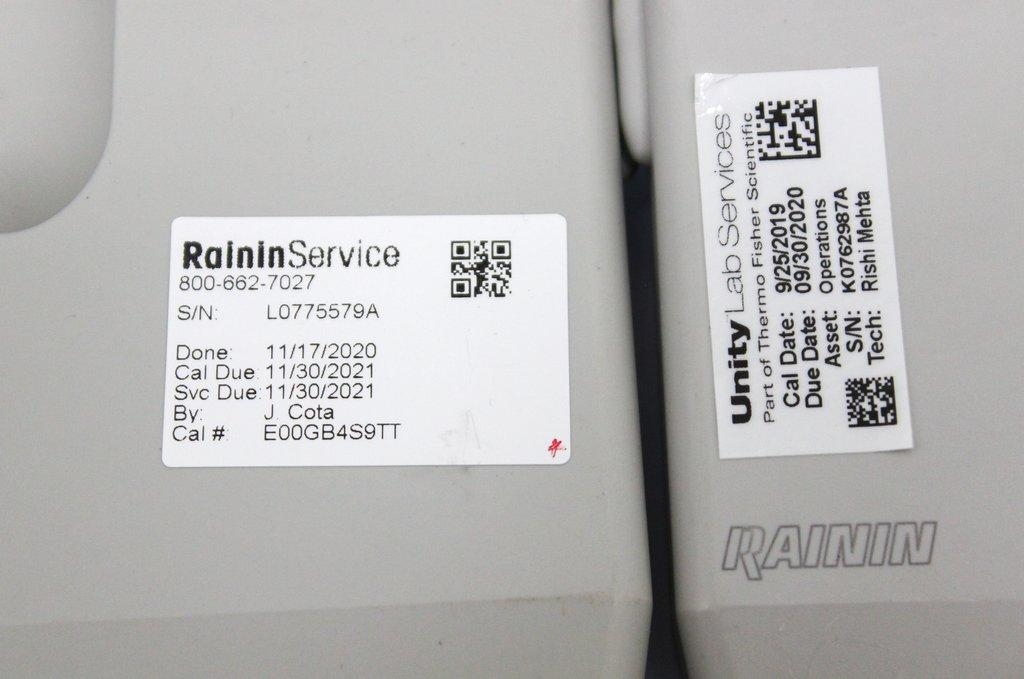 RaininService
800-662-7027
S/N: L0775579A
Done: 11/17/2020
Cal Due: 11/30/2021
Svc Due: 11/30/2021
By: J. Cota
Cal #: E00GB4S9TT
Unity Lab Services
Part of Thermo Fisher Scientific
Cal Date: 9/25/2019
Due Date: 09/30/2020
Asset: Operations
S/N: K0762987A
Tech: Rishi Mehta
RAININ